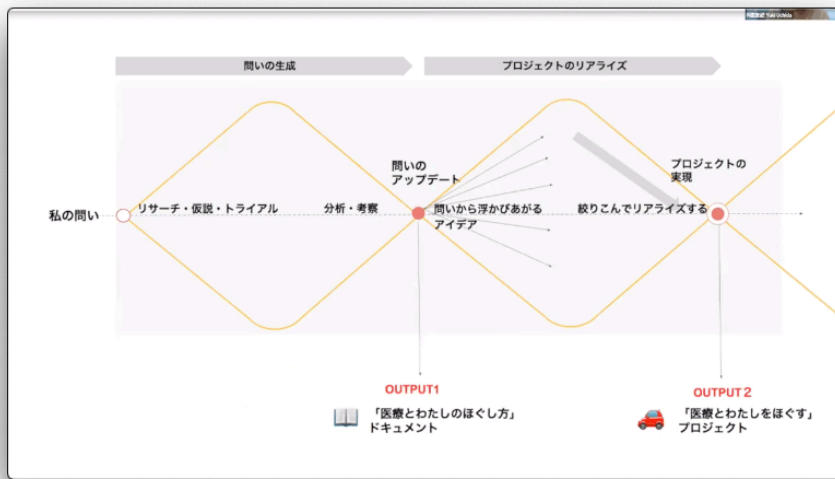 問いの生成
プロジェクトのリアライズ
問いの
アップデート
プロジェクトの
実現
私の問い
リサーチ・仮説・トライアル
分析・考察
問いから浮かびあがる
アイデア
絞りこんでリアライズする
OUTPUT1
「医療とわたしのほぐし方」
ドキュメント
OUTPUT 2
「医療とわたしをほぐす」
プロジェクト